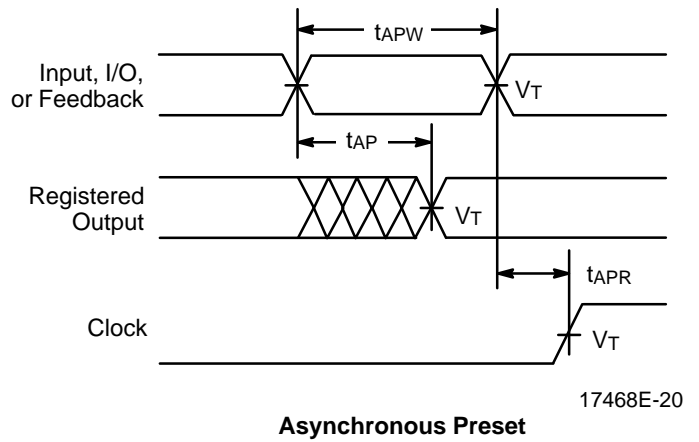 tAPW
Input, I/O,
or Feedback
VT
tAP
Registered
Output
VT
tAPR
Clock
VT
17468E-20
Asynchronous Preset